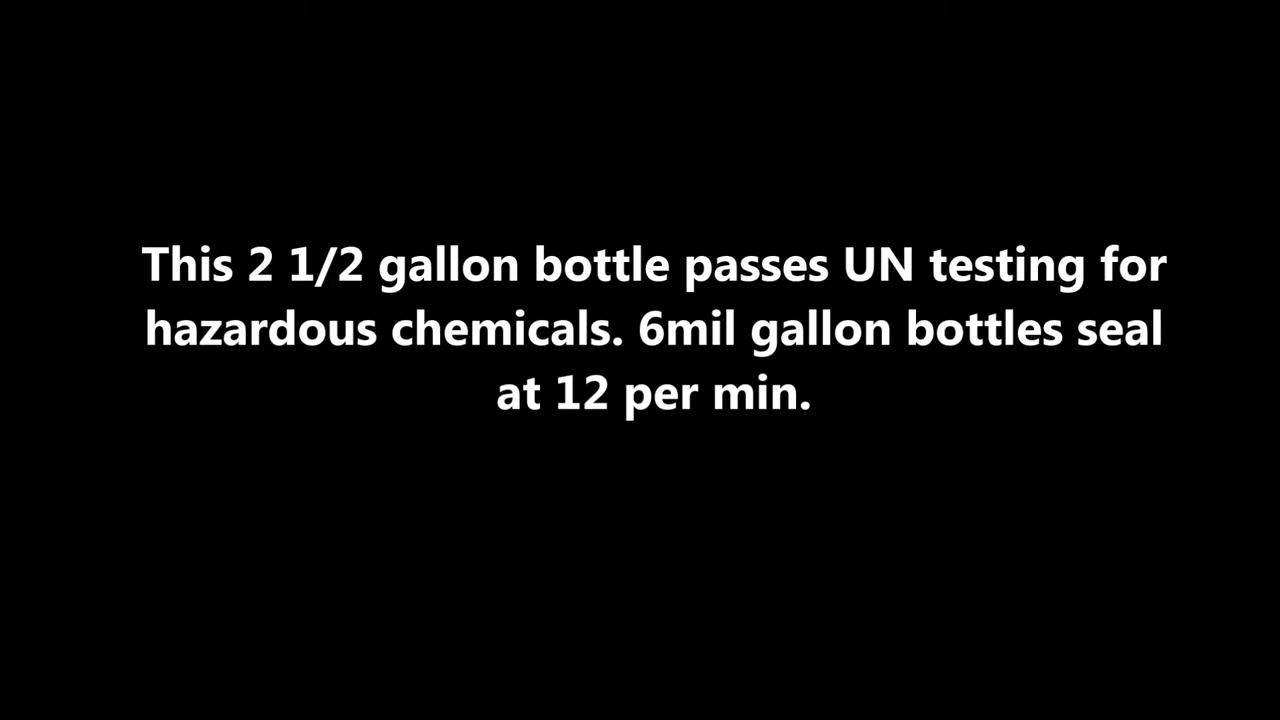 This 2 1/2 gallon bottle passes UN testing for
hazardous chemicals. 6mil gallon bottles seal
at 12 per min.